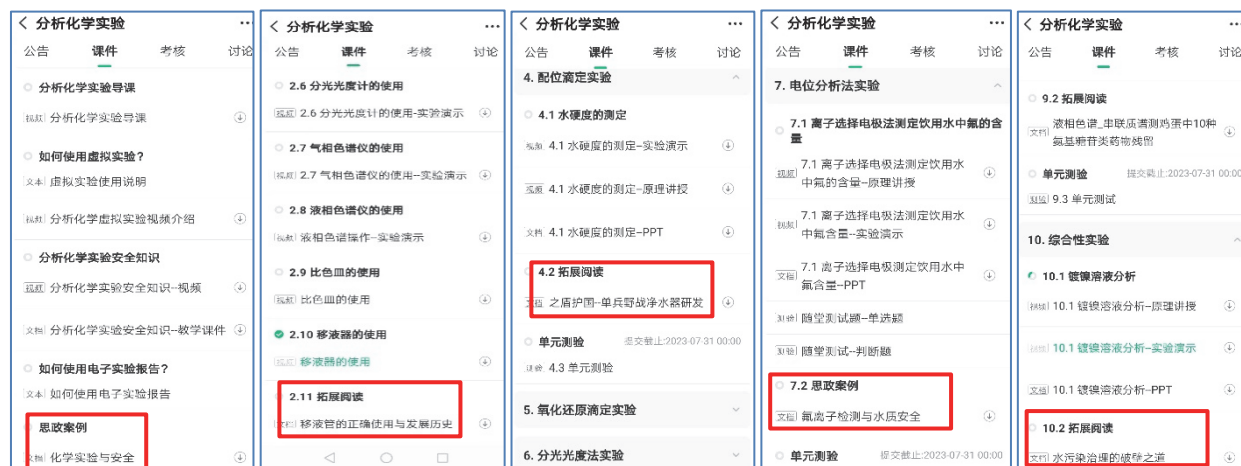 < 分析化学实验 ...
公告 课件 考核 讨论
分析化学实验导课
视频 分析化学实验导课
如何使用虚拟实验?
文本 虚拟实验使用说明
视频 分析化学虚拟实验视频介绍
分析化学实验安全知识
视频 分析化学实验安全知识--视频
文档 分析化学实验安全知识--教学课件
如何使用电子实验报告?
文本 如何使用电子实验报告
思政案例
文档 化学实验与安全
< 分析化学实验 ...
公告 课件 考核 讨论
2.6 分光光度计的使用
视频 2.6 分光光度计的使用-实验演示
2.7 气相色谱仪的使用
视频 2.7 气相色谱仪的使用--实验演示
2.8 液相色谱仪的使用
视频 液相色谱操作--实验演示
2.9 比色皿的使用
视频 比色皿的使用
2.10 移液器的使用
视频 移液器的使用
2.11 拓展阅读
文档 移液管的正确使用与发展历史
< 分析化学实验 ...
公告 课件 考核 讨论
4. 配位滴定实验
4.1 水硬度的测定
视频 4.1 水硬度的测定--实验演示
视频 4.1 水硬度的测定--原理讲授
文档 4.1 水硬度的测定--PPT
4.2 拓展阅读
文档 之盾护国--单兵野战净水器研发
单元测验 提交截止:2023-07-31 00:00
测验 4.3 单元测验
5. 氧化还原滴定实验
6. 分光光度法实验
< 分析化学实验 ...
公告 课件 考核 讨论
7. 电位分析法实验
7.1 离子选择电极法测定饮用水中氟的含
量
视频 7.1 离子选择电极法测定饮用水
中氟的含量--原理讲授
视频 7.1 离子选择电极法测定饮用水
中氟含量--实验演示
文档 7.1 离子选择电极测定饮用水中
氟含量--PPT
测验 随堂测试题--单选题
测验 随堂测试--判断题
7.2 思政案例
文档 氟离子检测与水质安全
单元测验 提交截止:2023-07-31 00:00
< 分析化学实验 ...
公告 课件 考核 讨论
9.2 拓展阅读
文档 液相色谱_串联质谱测鸡蛋中10种
氨基糖苷类药物残留
单元测验 提交截止:2023-07-31 00:00
测验 9.3 单元测试
10. 综合性实验
10.1 镀镍溶液分析
视频 10.1 镀镍溶液分析--原理讲授
视频 10.1 镀镍溶液分析--实验演示
文档 10.1 镀镍溶液分析--PPT
10.2 拓展阅读
文档 水污染治理的破壁之道